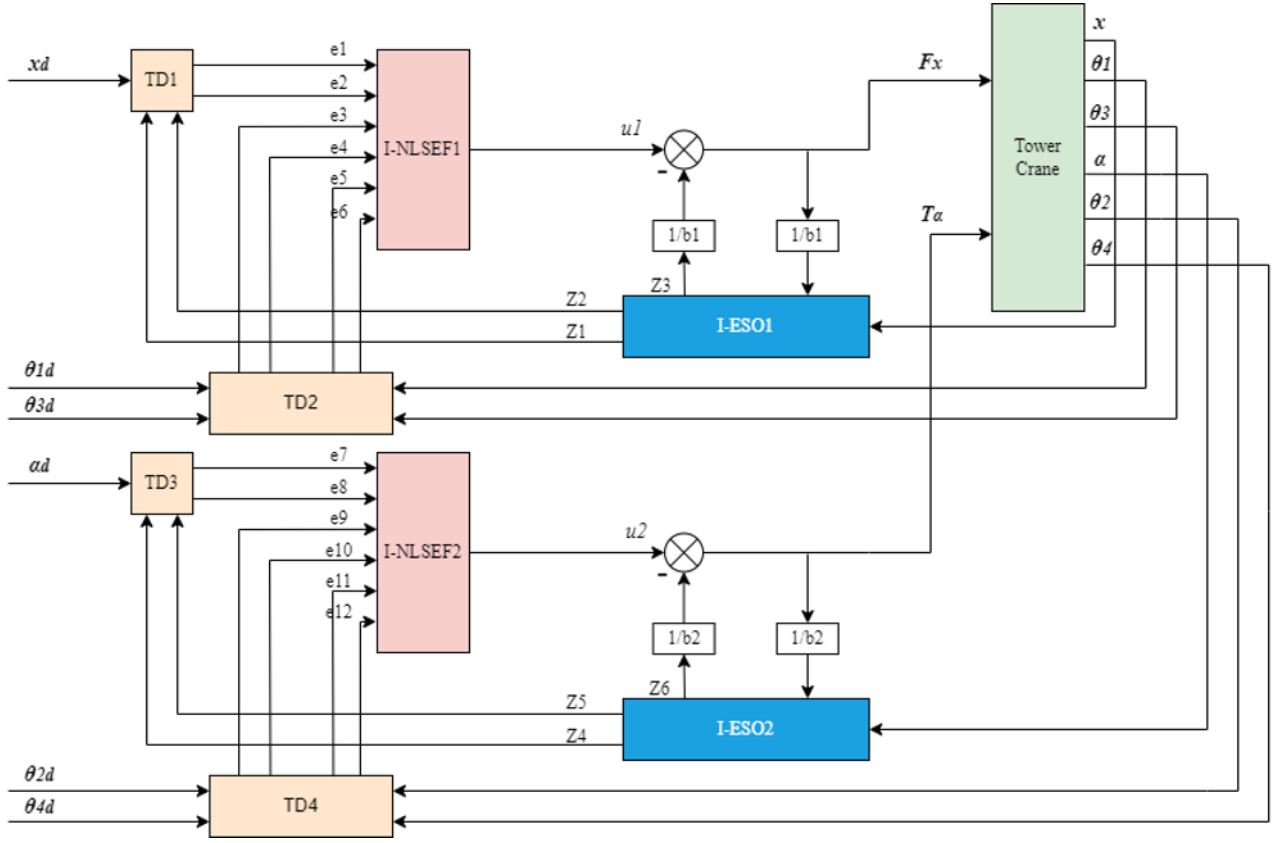 xd
TD1
e1
e2
e3
e4
e5
e6
I-NLSEF1
u1
-
1/b1
1/b1
Fx
Tα
Tower
Crane
x
θ1
θ3
α
θ2
θ4
Z3
Z2
Z1
I-ESO1
θ1d
θ3d
TD2
αd
TD3
e7
e8
e9
e10
e11
e12
I-NLSEF2
u2
-
1/b2
1/b2
Z6
Z5
Z4
I-ESO2
θ2d
θ4d
TD4